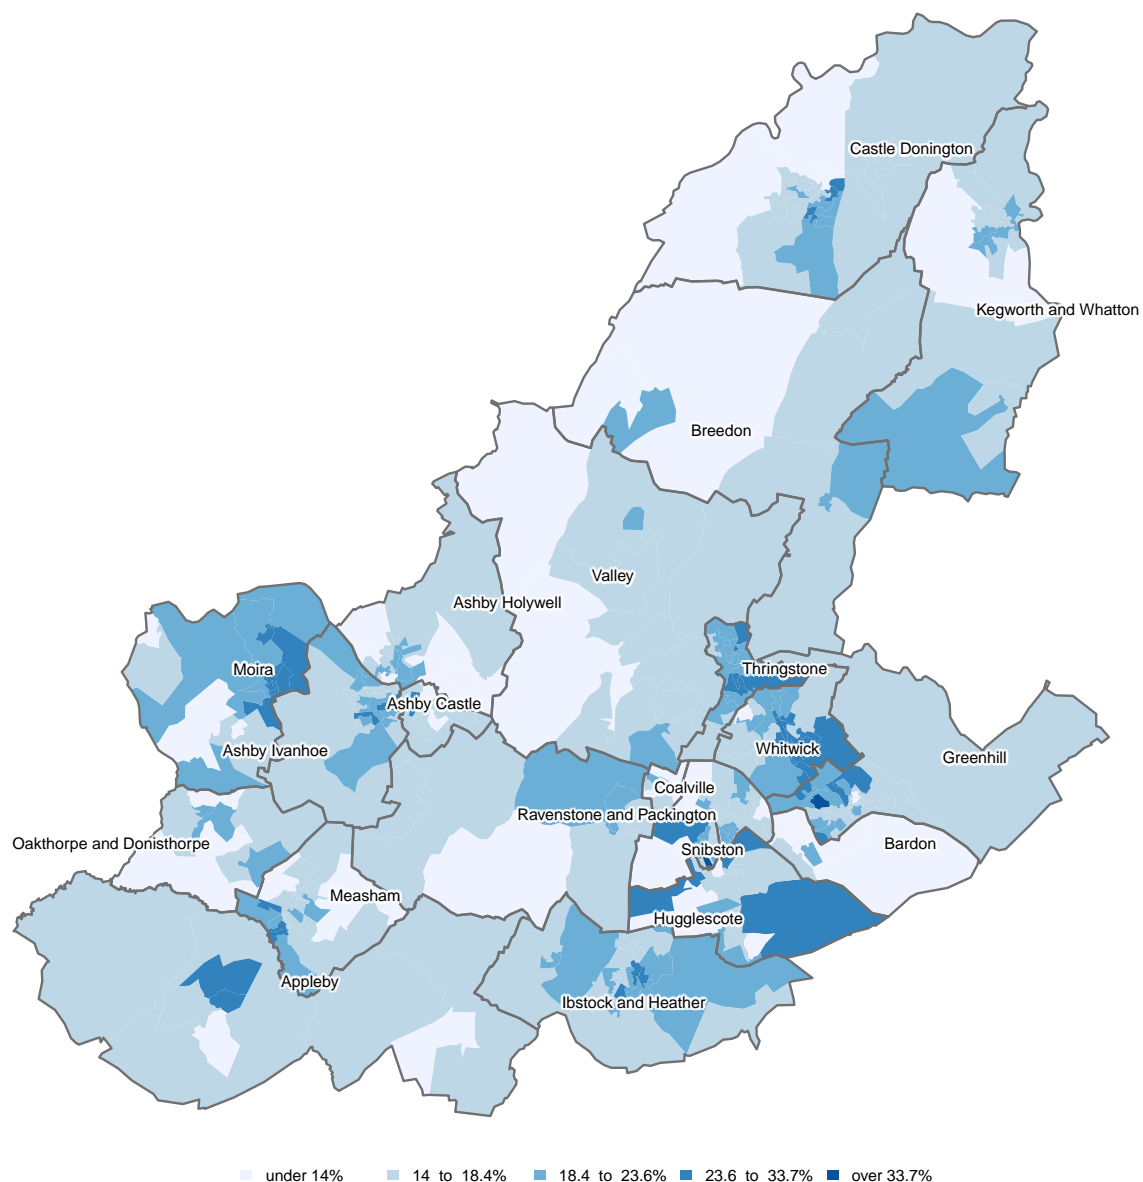 Castle Donington
Kegworth and Whatton
Breedon
Valley
Ashby Holywell
Moira
Thringstone
Ashby Castle
Ashby Ivanhoe
Whitwick
Greenhill
Coalville
Ravenstone and Packington
Oakthorpe and Donisthorpe
Snibston
Bardon
Measham
Hugglescote
Appleby
Ibstock and Heather
under 14%
14 to 18.4%
18.4 to 23.6%
23.6 to 33.7%
over 33.7%